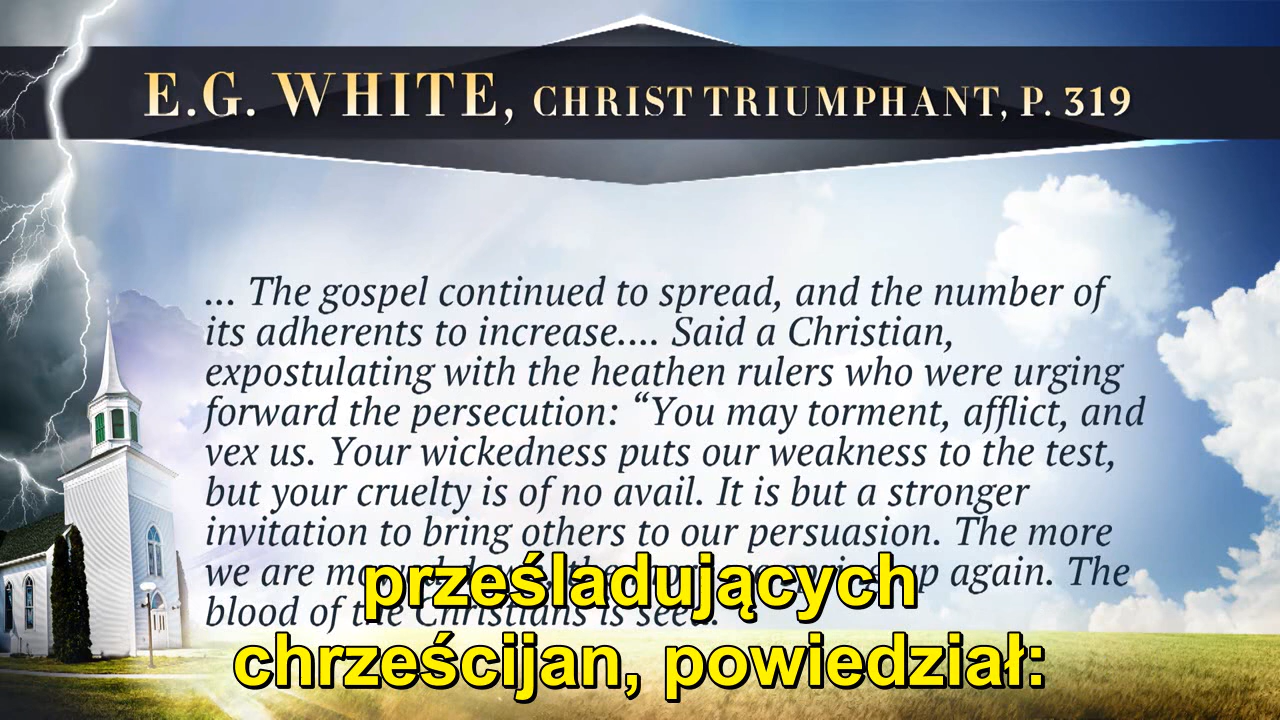 E.G. WHITE, CHRIST TRIUMPHANT, P. 319
... The gospel continued to spread, and the number of
its adherents to increase.... Said a Christian,
expostulating with the heathen rulers who were urging
forward the persecution: “You may torment, afflict, and
vex us. Your wickedness puts our weakness to the test,
but your cruelty is of no avail. It is but a stronger
invitation to bring others to our persuasion. The more
we are up again. The
blood of the Christians is seed.”
prześladujących
chrześcijan, powiedział: